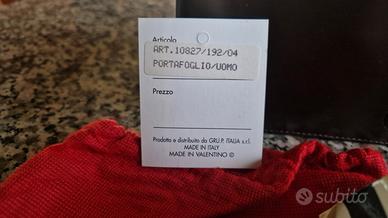 Articolo
ART.10827/192/04
PORTAFOGLIO/UOMO
Prezzo
Prodotto e distribuito da GRU.P. ITALIA s.r.l.
MADE IN ITALY
MADE IN VALENTINO ©
subito